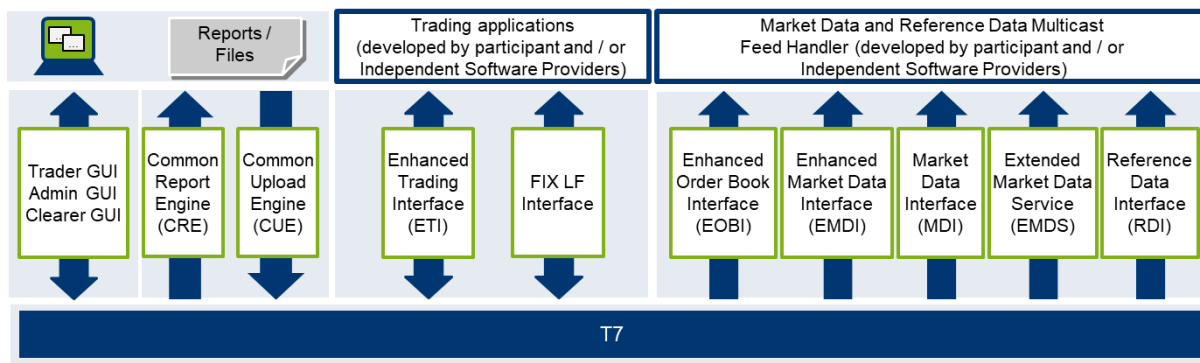 Reports /
Files
Trading applications
(developed by participant and / or
Independent Software Providers)
Market Data and Reference Data Multicast
Feed Handler (developed by participant and / or
Independent Software Providers)
Trader GUI
Admin GUI
Clearer GUI
Common
Report
Engine
(CRE)
Common
Upload
Engine
(CUE)
Enhanced
Trading
Interface
(ETI)
FIX LF
Interface
Enhanced
Order Book
Interface
(EOBI)
Enhanced
Market Data
Interface
(EMDI)
Market
Data
Interface
(MDI)
Extended
Market Data
Service
(EMDS)
Reference
Data
Interface
(RDI)
T7